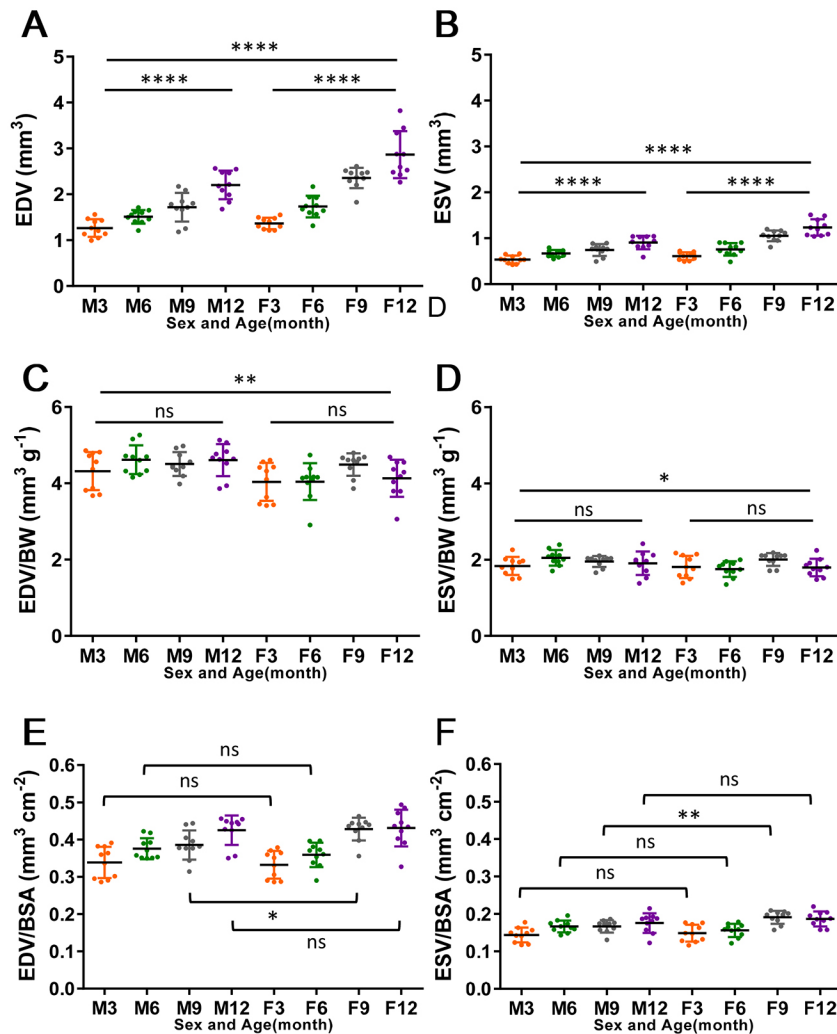 A
****
****
****
EDV (mm³)
5
4
3
2
1
0
M3 M6 M9 M12 F3 F6 F9 F12
Sex and Age(month)
B
****
****
****
ESV (mm³)
5
4
3
2
1
0
M3 M6 M9 M12 F3 F6 F9 F12
Sex and Age(month)
D
C
**
ns
ns
EDV/BW (mm³ g⁻¹)
6
4
2
0
M3 M6 M9 M12 F3 F6 F9 F12
Sex and Age(month)
D
*
ns
ns
ESV/BW (mm³ g⁻¹)
6
4
2
0
M3 M6 M9 M12 F3 F6 F9 F12
Sex and Age(month)
E
ns
ns
*
ns
EDV/BSA (mm³ cm⁻²)
0.6
0.5
0.4
0.3
0.2
0.1
0.0
M3 M6 M9 M12 F3 F6 F9 F12
Sex and Age(month)
F
ns
**
ns
ns
ESV/BSA (mm³ cm⁻²)
0.6
0.5
0.4
0.3
0.2
0.1
0.0
M3 M6 M9 M12 F3 F6 F9 F12
Sex and Age(month)